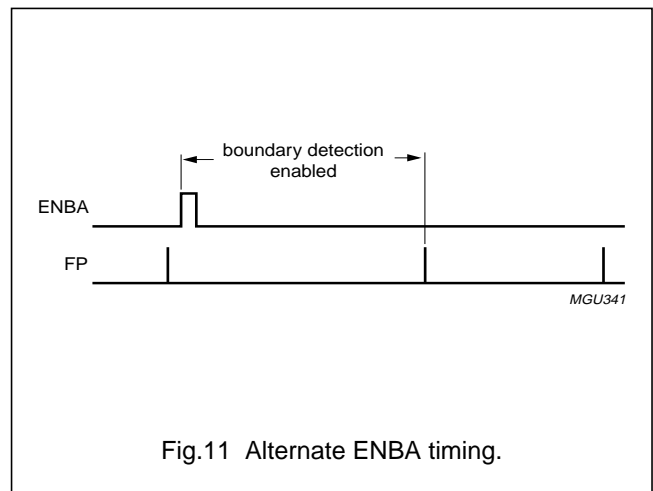 boundary detection
enabled
ENBA
FP
MGU341
Fig.11 Alternate ENBA timing.